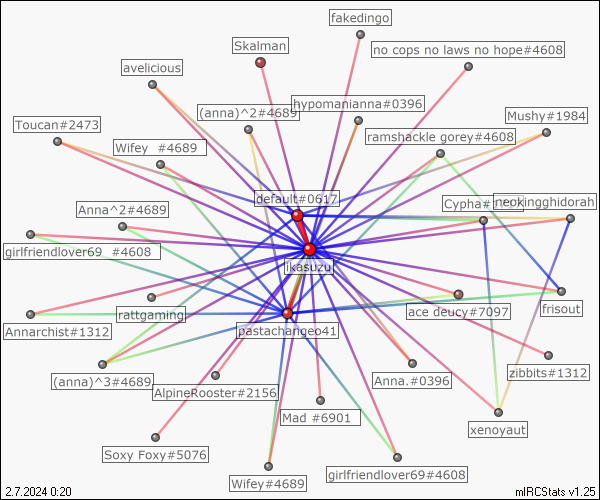 fakedingo
Skalman
no cops no laws no hope#4608
avelicious
(anna)^2#4689
hypomanianna#0396
Mushy#1984
Toucan#2473
Wifey #4689
ramshackle gorey#4608
default#0617
Cypha#
neokingghidorah
Anna^2#4689
girlfriendlover69 #4608
likasuzu
rattgaming
ace deucy#7097
frisout
Annarchist#1312
pastachangeo41
zibbits#1312
(anna)^3#4689
AlpineRooster#2156
Anna.#0396
Mad #6901
xenoyaut
Soxy Foxy#5076
Wifey#4689
girlfriendlover69#4608
2.7.2024 0:20
mIRCStats v1.25